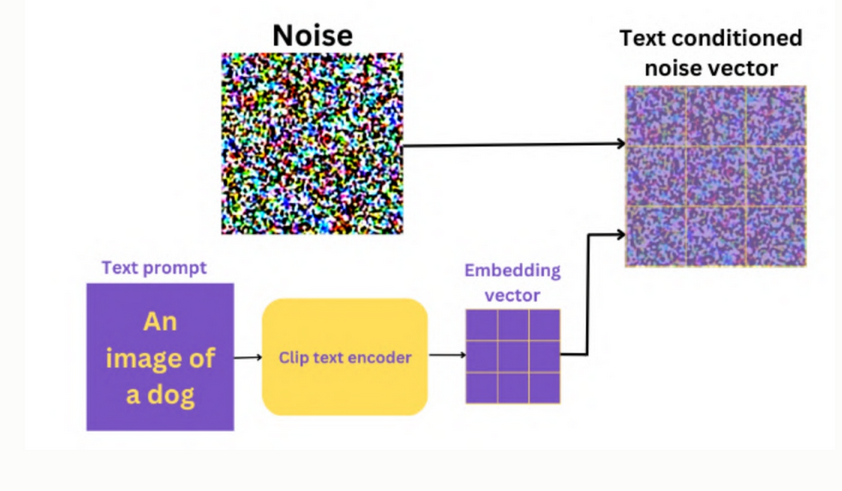 Noise
Text conditioned
noise vector
Text prompt
An
image of
a dog
Clip text encoder
Embedding
vector